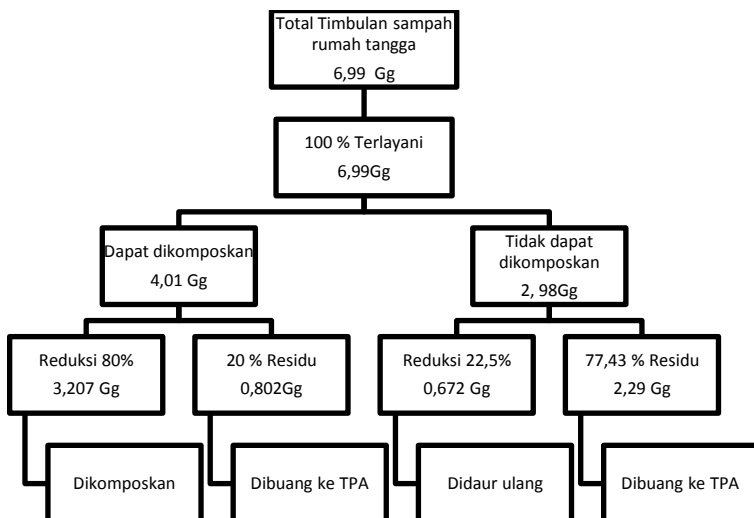 Total Timbulan sampah
rumah tangga
6,99 Gg
100 % Terlayani
6,99Gg
Dapat dikomposkan
4,01 Gg
Tidak dapat
dikomposkan
2, 98Gg
Reduksi 80%
3,207 Gg
20 % Residu
0,802Gg
Reduksi 22,5%
0,672 Gg
77,43 % Residu
2,29 Gg
Dikomposkan
Dibuang ke TPA
Didaur ulang
Dibuang ke TPA